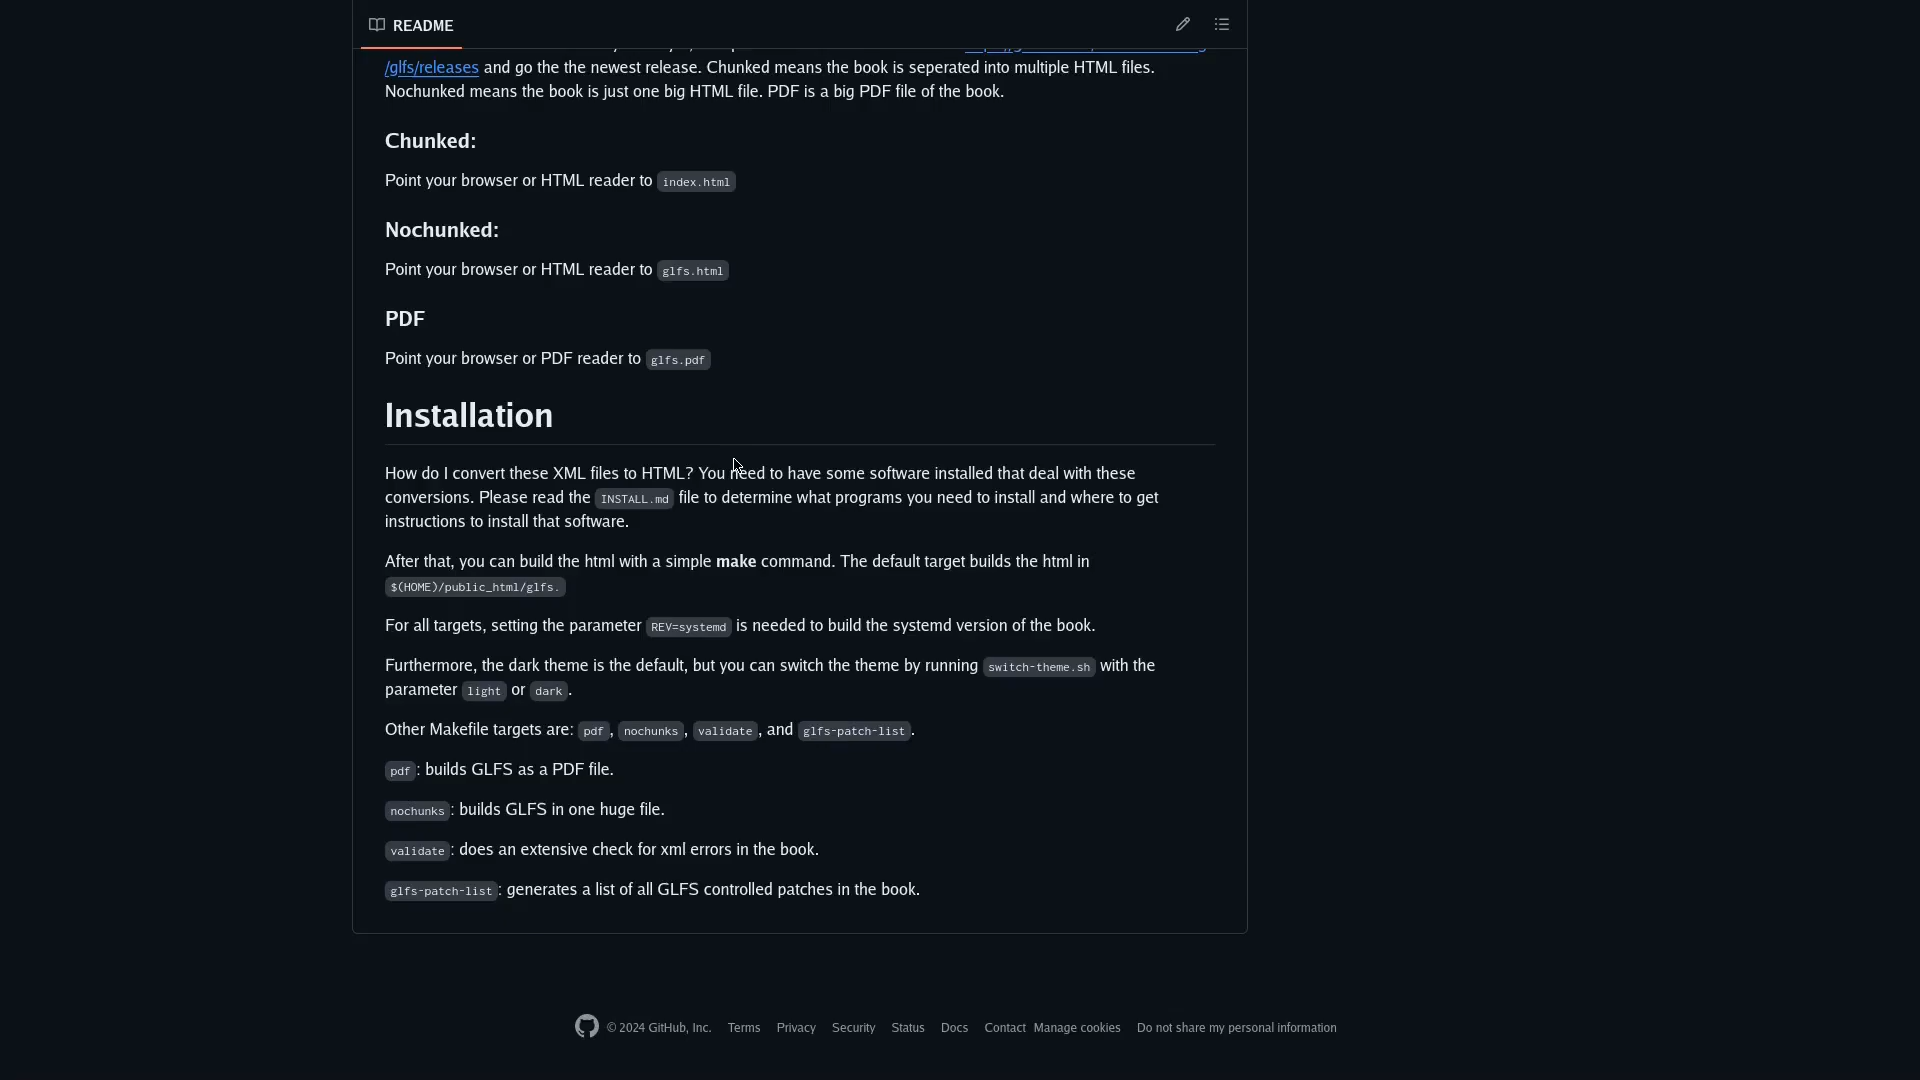 README
/glfs/releases and go the the newest release. Chunked means the book is seperated into multiple HTML files.
Nochunked means the book is just one big HTML file. PDF is a big PDF file of the book.
Chunked:
Point your browser or HTML reader to index.html
Nochunked:
Point your browser or HTML reader to glfs.html
PDF
Point your browser or PDF reader to glfs.pdf
Installation
How do I convert these XML files to HTML? You need to have some software installed that deal with these
conversions. Please read the INSTALL.md file to determine what programs you need to install and where to get
instructions to install that software.
After that, you can build the html with a simple make command. The default target builds the html in
$(HOME)/public_html/glfs.
For all targets, setting the parameter REV=systemd is needed to build the systemd version of the book.
Furthermore, the dark theme is the default, but you can switch the theme by running switch-theme.sh with the
parameter light or dark.
Other Makefile targets are: pdf, nochunks, validate, and glfs-patch-list.
pdf: builds GLFS as a PDF file.
nochunks: builds GLFS in one huge file.
validate: does an extensive check for xml errors in the book.
glfs-patch-list: generates a list of all GLFS controlled patches in the book.
© 2024 GitHub, Inc. Terms Privacy Security Status Docs Contact Manage cookies Do not share my personal information